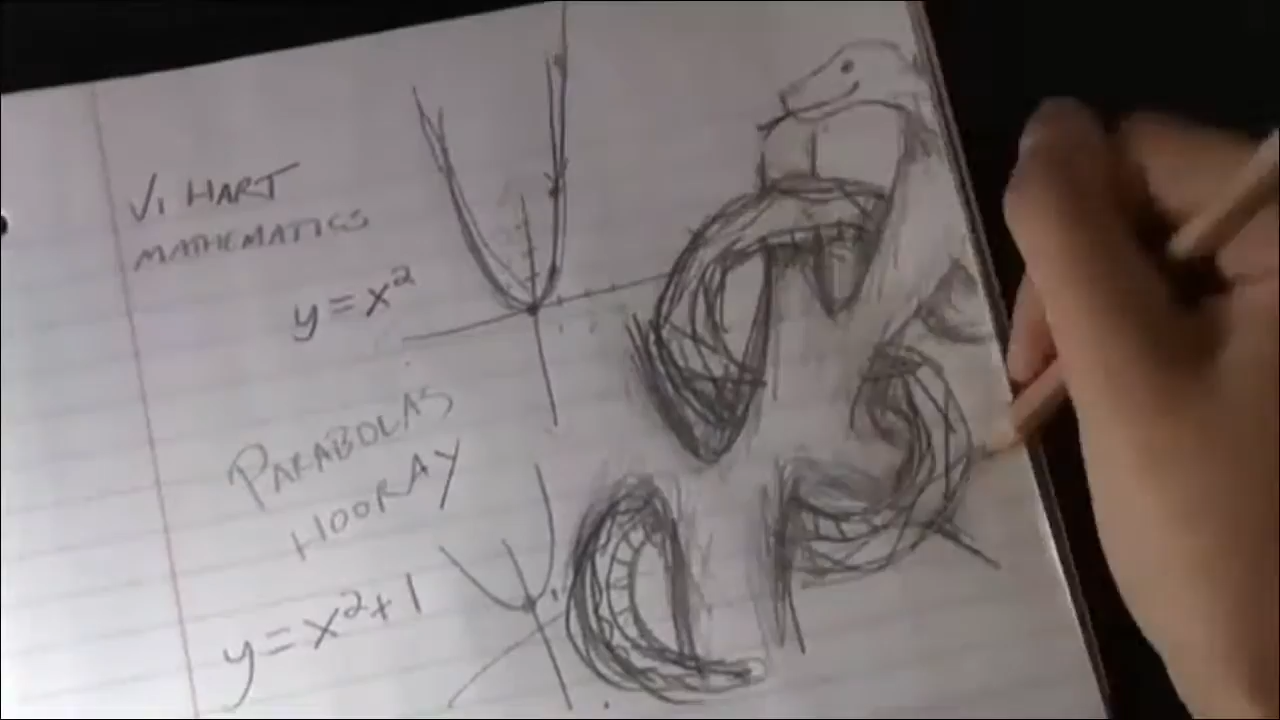 Vi HART
MATHEMATICS
y = x²
PARABOLAS
HOORAY
y = x² + 1